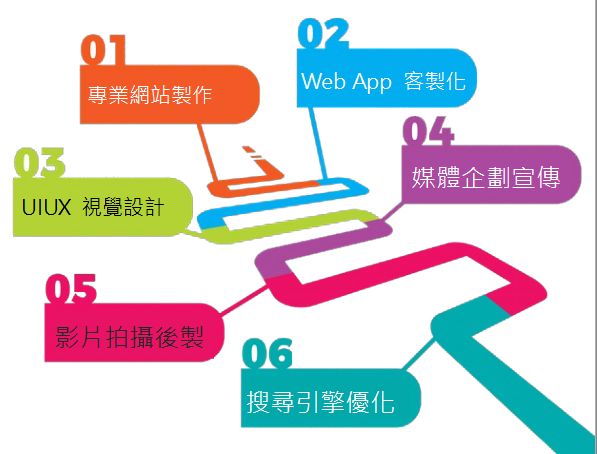 01
專業網站製作
02
Web App 客製化
03
UIUX 視覺設計
04
媒體企劃宣傳
05
影片拍攝後製
06
搜尋引擎優化